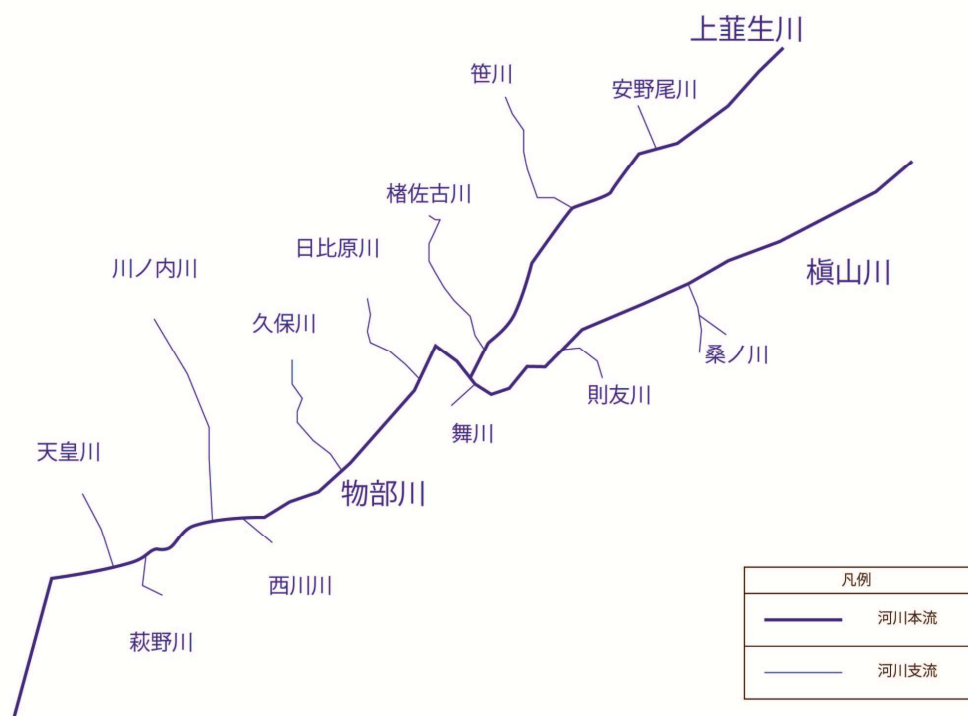 上韮生川
笹川
安野尾川
楮佐古川
日比原川
川ノ内川
槇山川
久保川
桑ノ川
則友川
舞川
天皇川
物部川
西川川
萩野川
凡例
河川本流
河川支流